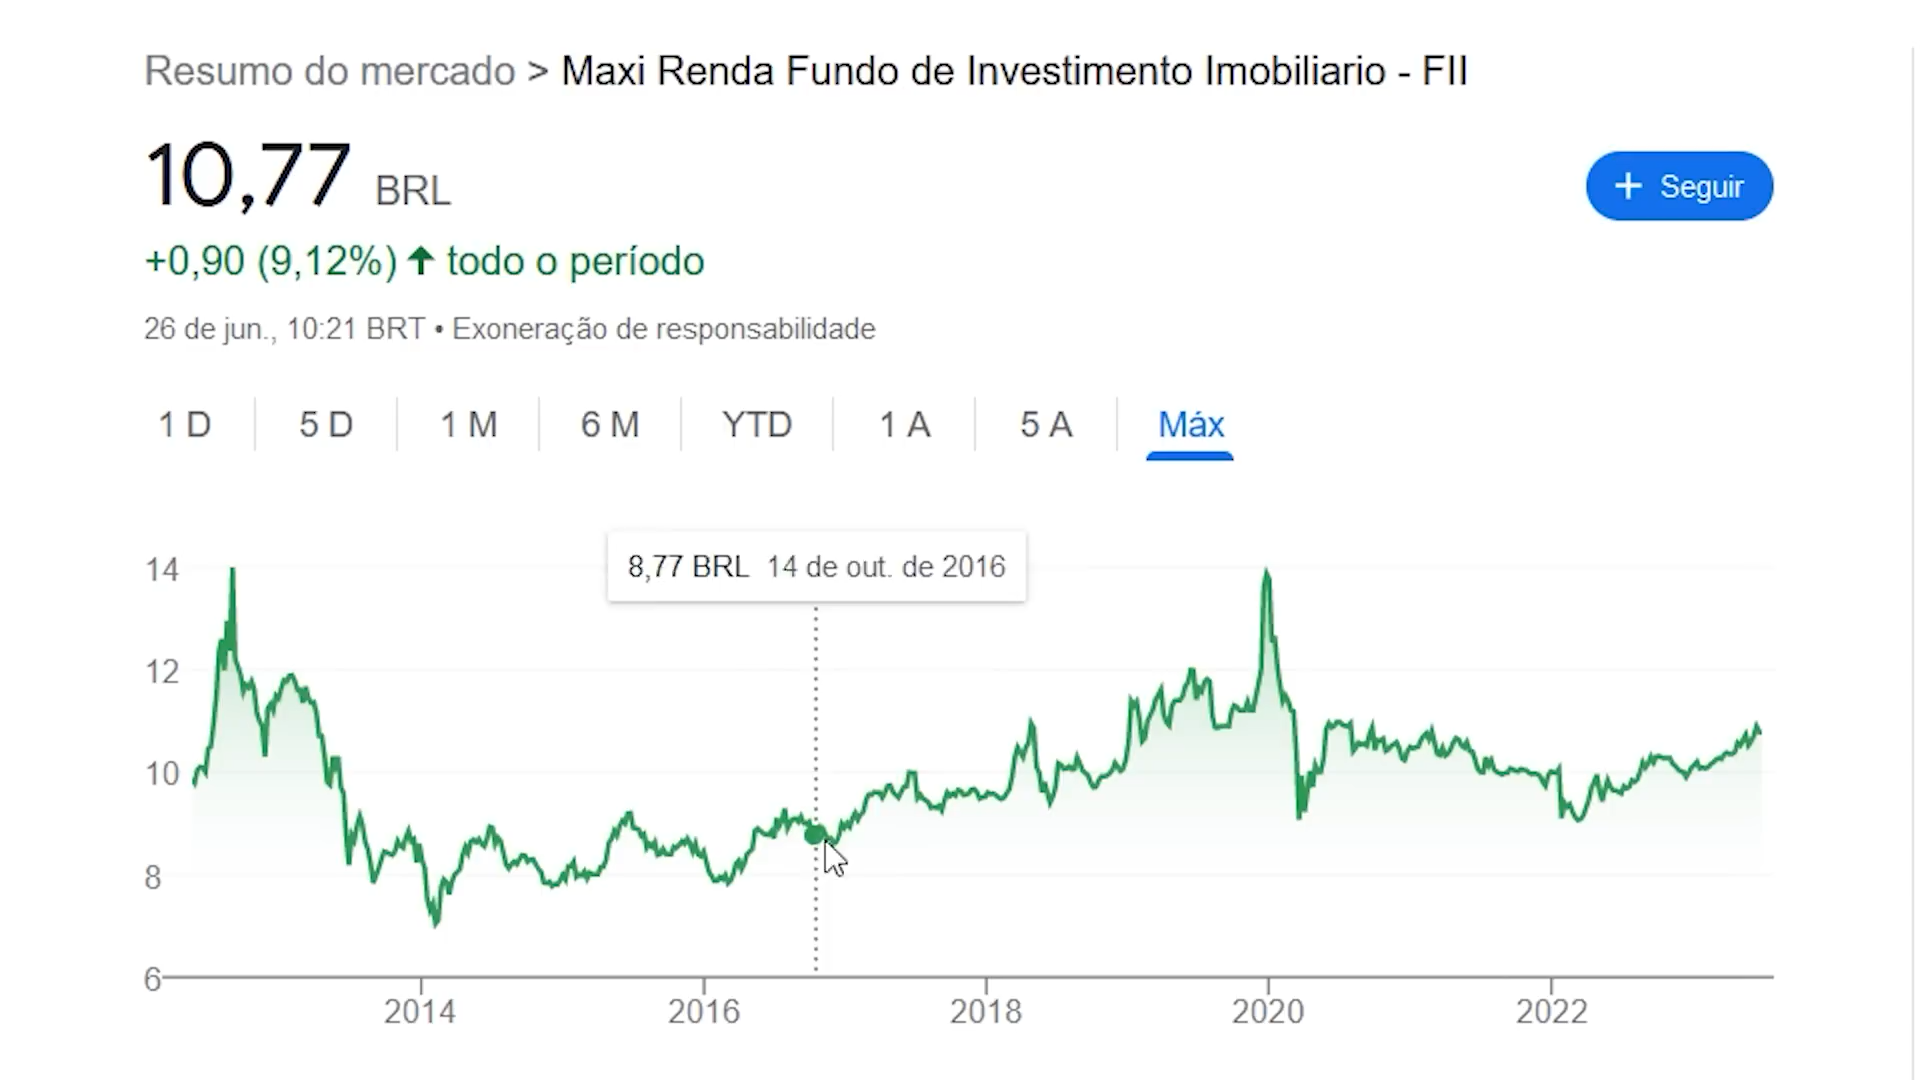 Resumo do mercado > Maxi Renda Fundo de Investimento Imobiliario - FII
10,77 BRL
+ Seguir
+0,90 (9,12%) ↑ todo o período
26 de jun., 10:21 BRT • Exoneração de responsabilidade
1 D 5 D 1 M 6 M YTD 1 A 5 A Máx
8,77 BRL 14 de out. de 2016
14
12
10
8
6
2014 2016 2018 2020 2022